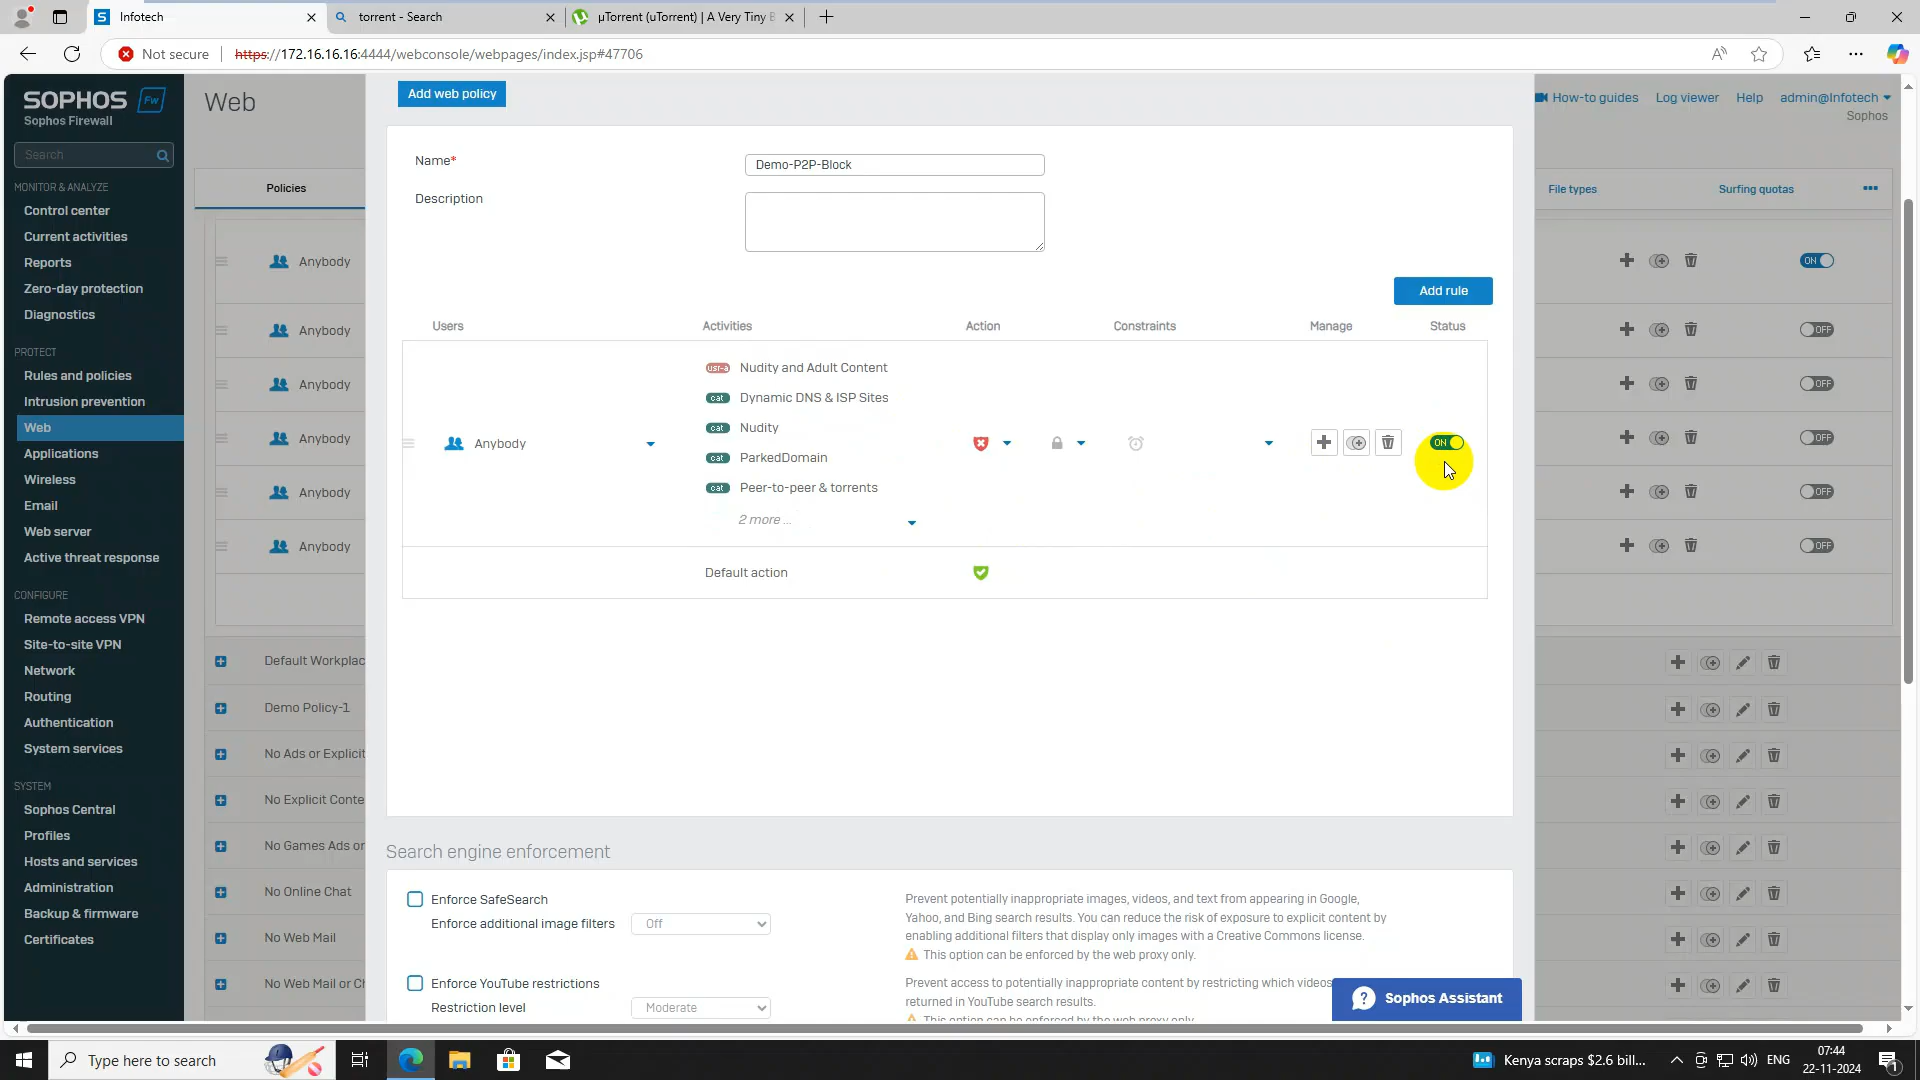 Infotech
torrent - Search
µTorrent (uTorrent) | A Very Tiny B
Not secure
https://172.16.16.16:4444/webconsole/webpages/index.jsp#47706
SOPHOS Fw
Sophos Firewall
Search
MONITOR & ANALYZE
Control center
Current activities
Reports
Zero-day protection
Diagnostics
PROTECT
Rules and policies
Intrusion prevention
Web
Applications
Wireless
Email
Web server
Active threat response
CONFIGURE
Remote access VPN
Site-to-site VPN
Network
Routing
Authentication
System services
SYSTEM
Sophos Central
Profiles
Hosts and services
Administration
Backup & firmware
Certificates
Web
How-to guides Log viewer Help admin@Infotech
Sophos
Policies
File types Surfing quotas
Anybody ON
Anybody OFF
Anybody OFF
Anybody OFF
Anybody OFF
Anybody OFF
Default Workplac
Demo Policy-1
No Ads or Explicit
No Explicit Conte
No Games Ads or
No Online Chat
No Web Mail
No Web Mail or Ch
Add web policy
Name* Demo-P2P-Block
Description
Add rule
Users Activities Action Constraints Manage Status
usr-a Nudity and Adult Content
cat Dynamic DNS & ISP Sites
cat Nudity
Anybody ON
cat ParkedDomain
cat Peer-to-peer & torrents
2 more ...
Default action
Search engine enforcement
Enforce SafeSearch
Enforce additional image filters Off
Prevent potentially inappropriate images, videos, and text from appearing in Google,
Yahoo, and Bing search results. You can reduce the risk of exposure to explicit content by
enabling additional filters that display only images with a Creative Commons license.
This option can be enforced by the web proxy only.
Enforce YouTube restrictions
Restriction level Moderate
Prevent access to potentially inappropriate content by restricting which videos
returned in YouTube search results.
This option can be enforced by the web proxy only.
? Sophos Assistant
Type here to search
Kenya scraps $2.6 bill...
ENG
07:44
22-11-2024
1